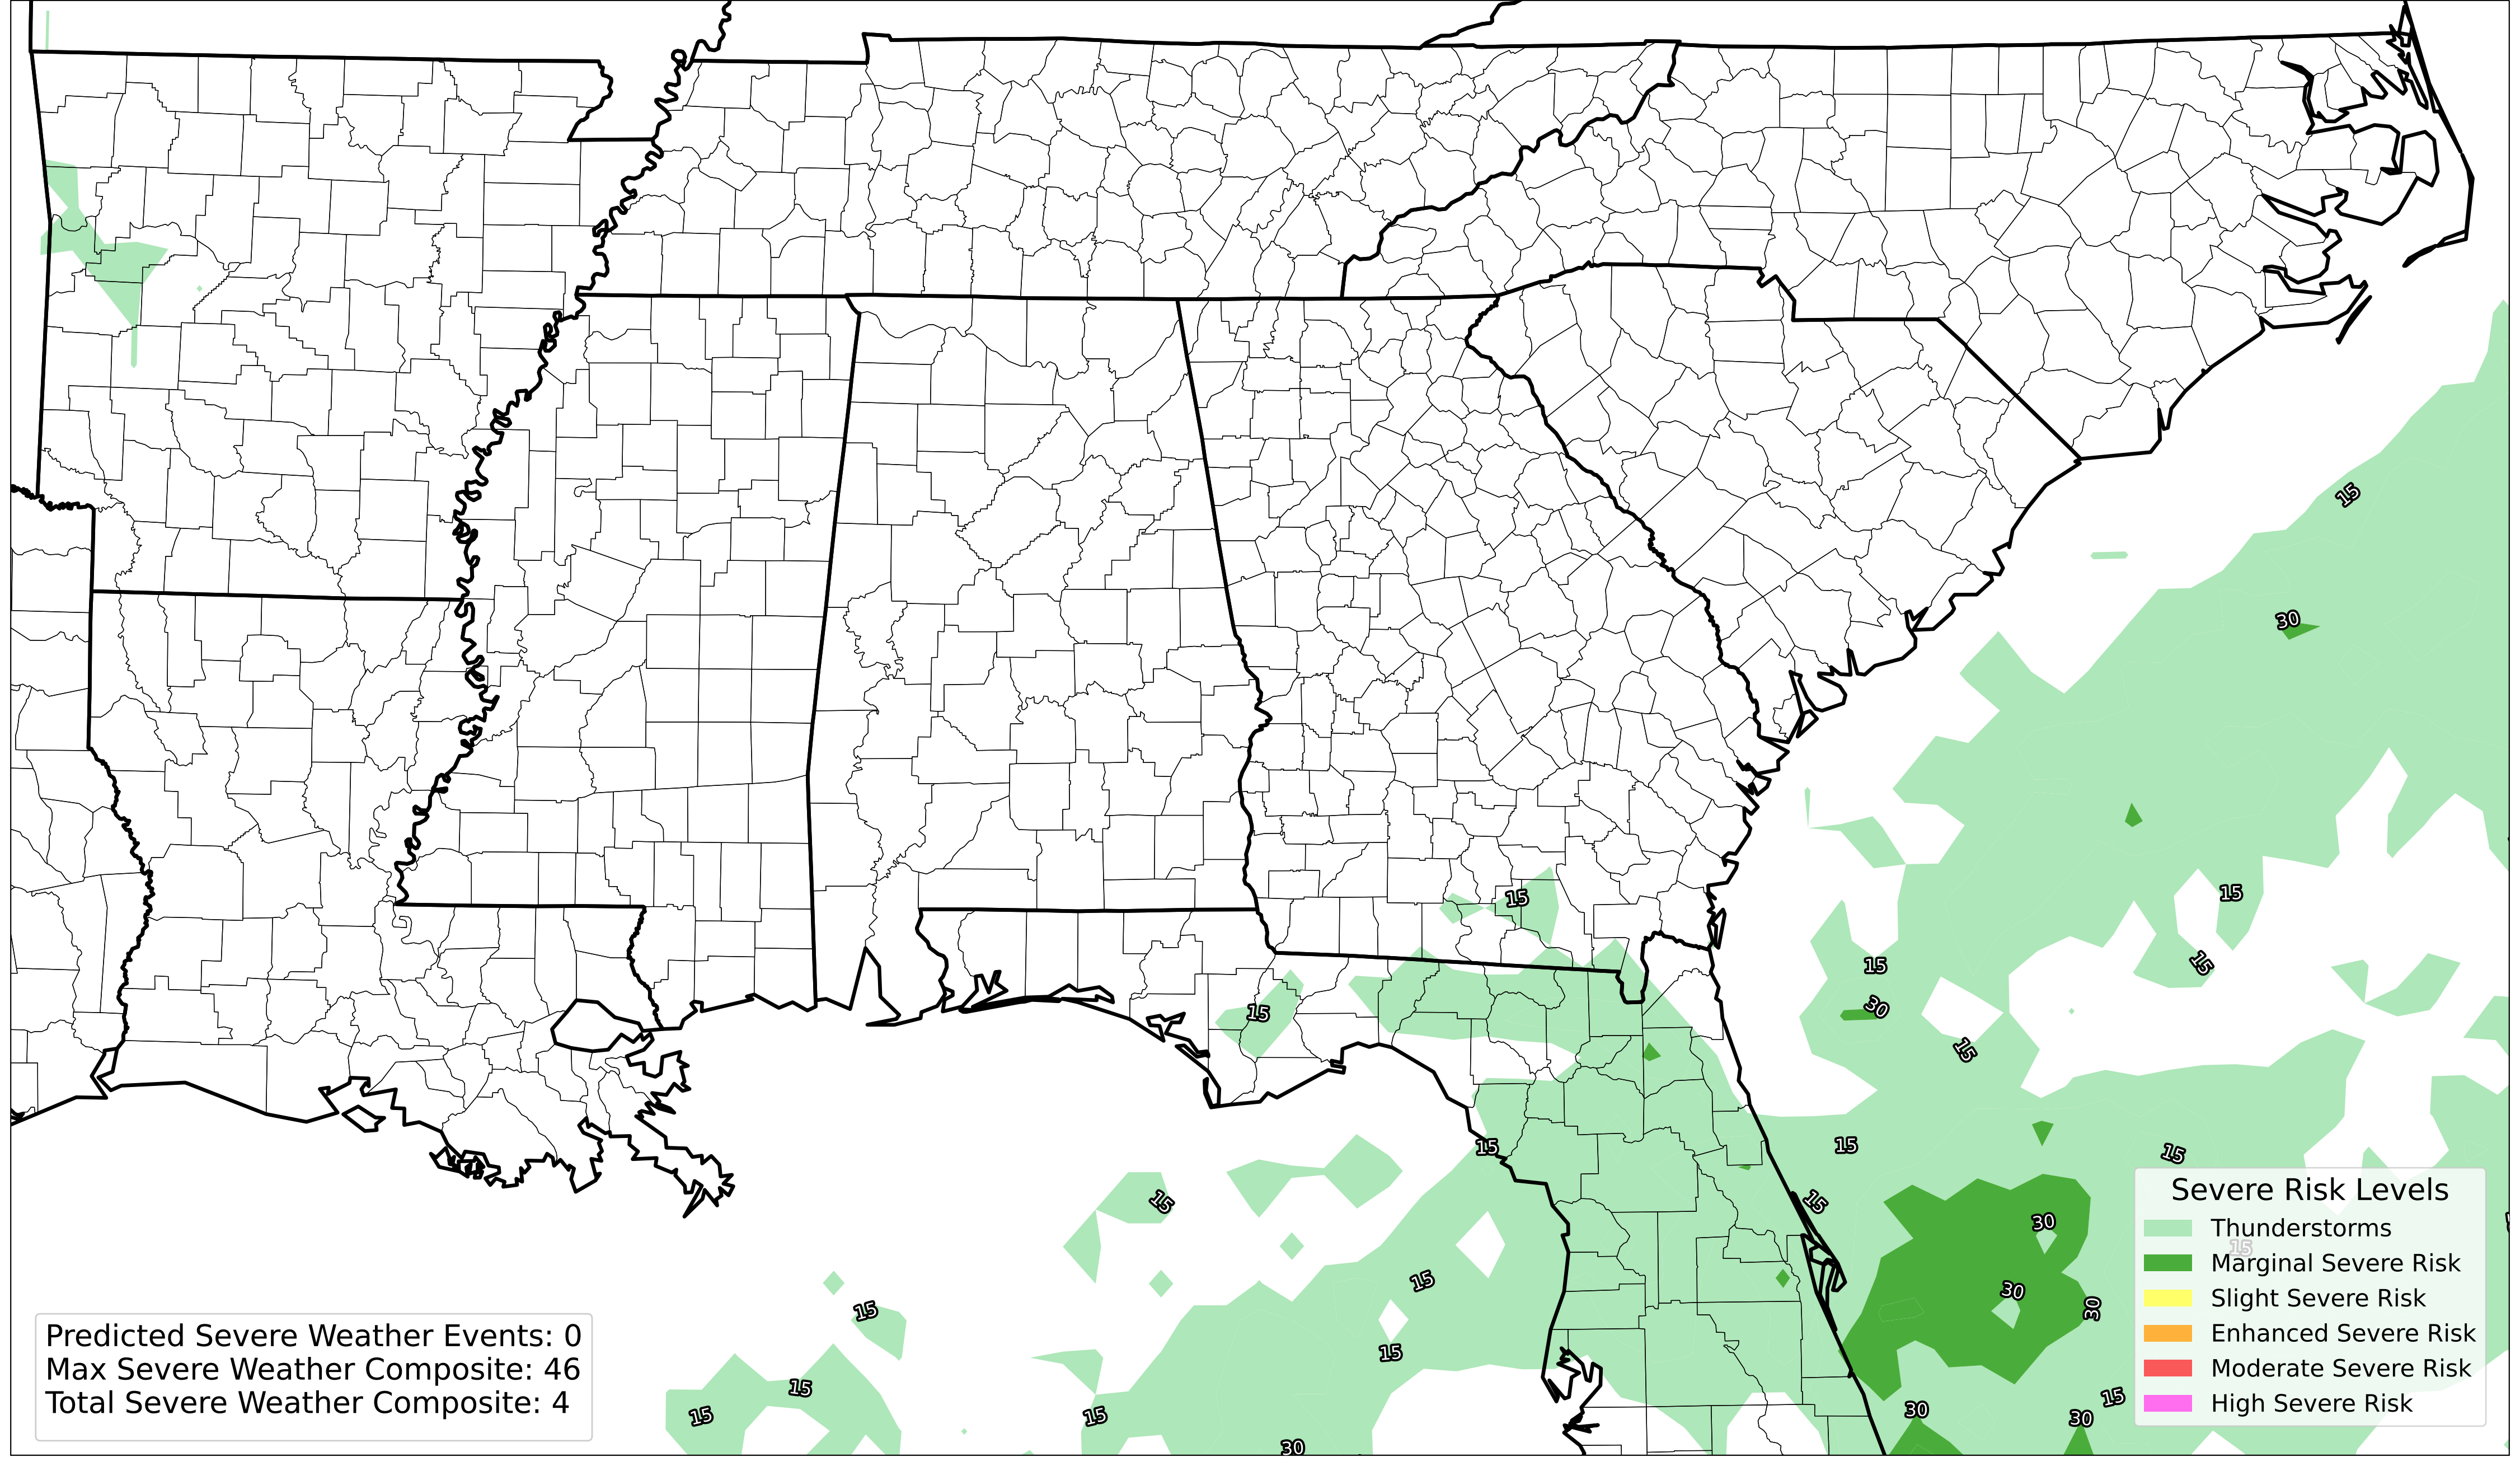 15
30
15
15
15
30
15
15
15
15
15
15
15
15
30
15
30
15
30
15
15
15
15
15
30
30
30
Severe Risk Levels
Thunderstorms
15
Marginal Severe Risk
Slight Severe Risk
Enhanced Severe Risk
Moderate Severe Risk
High Severe Risk
Predicted Severe Weather Events: 0
Max Severe Weather Composite: 46
Total Severe Weather Composite: 4